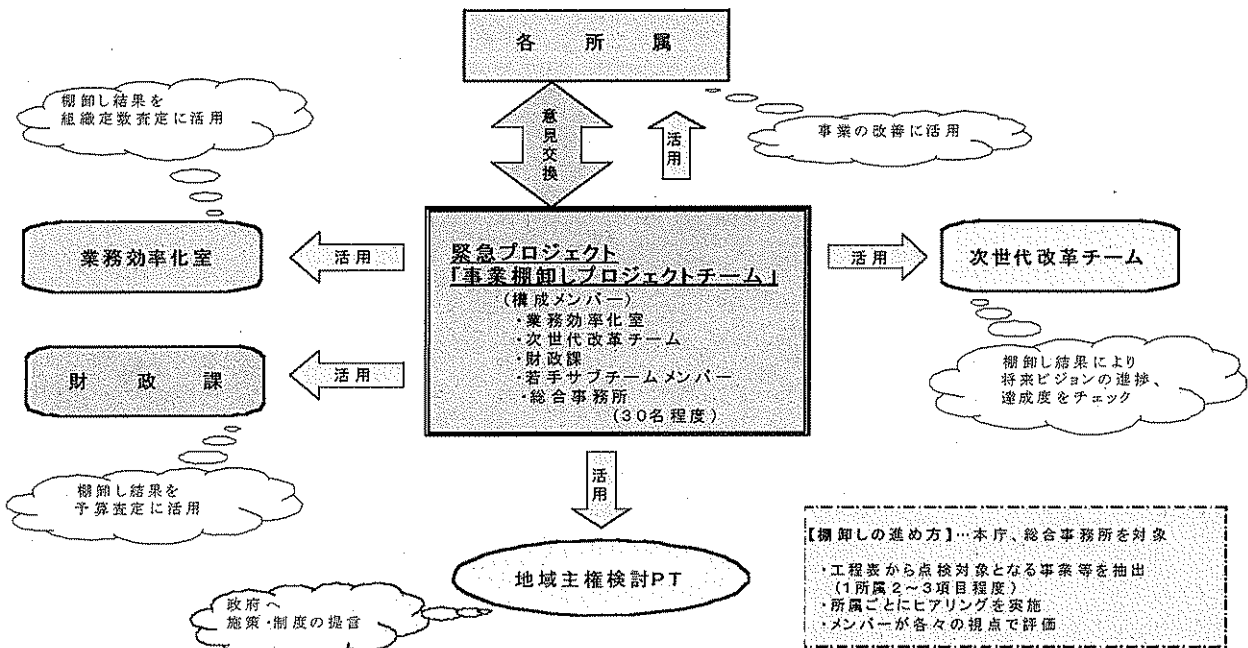 各所属
棚卸し結果を
組織定数査定に活用
意見交換
活用
事業の改善に活用
業務効率化室
活用
緊急プロジェクト
「事業棚卸しプロジェクトチーム」
(構成メンバー)
・業務効率化室
・次世代改革チーム
・財政課
・若手サブチームメンバー
・総合事務所
(30名程度)
活用
次世代改革チーム
財政課
活用
棚卸し結果により
将来ビジョンの進捗、
達成度をチェック
棚卸し結果を
予算査定に活用
活用
地域主権検討PT
政府へ
施策・制度の提言
【棚卸しの進め方】…本庁、総合事務所を対象
・工程表から点検対象となる事業等を抽出
(1所属2~3項目程度)
・所属ごとにヒアリングを実施
・メンバーが各々の視点で評価